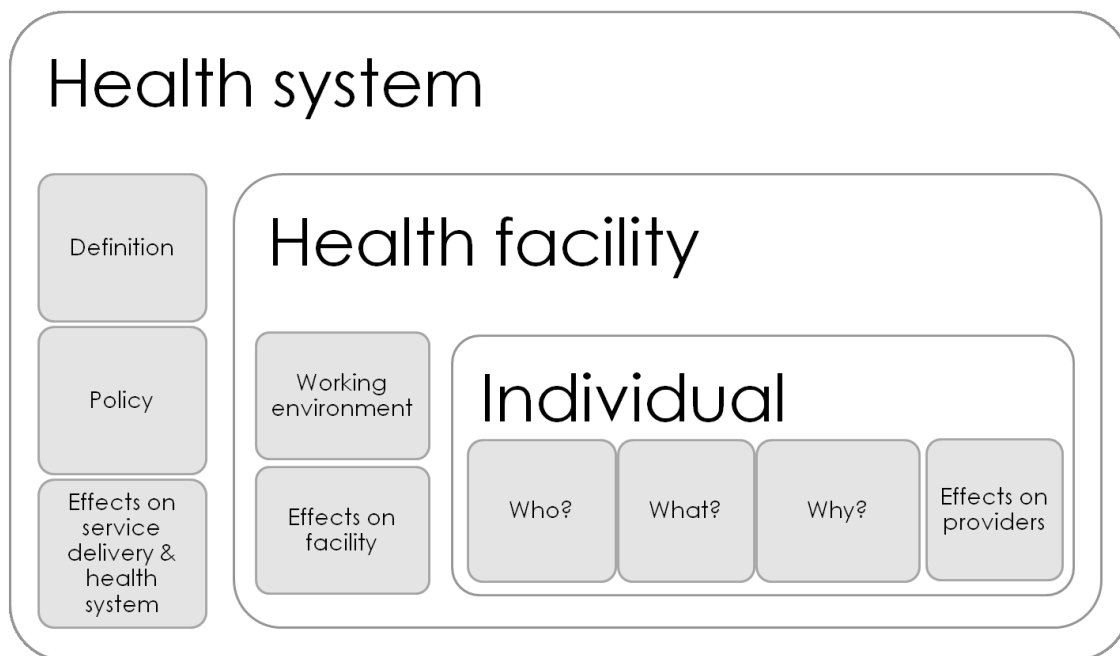 Health system
Definition
Policy
Effects on
service
delivery &
health
system
Health facility
Working
environment
Effects on
facility
Individual
Who?
What?
Why?
Effects on
providers